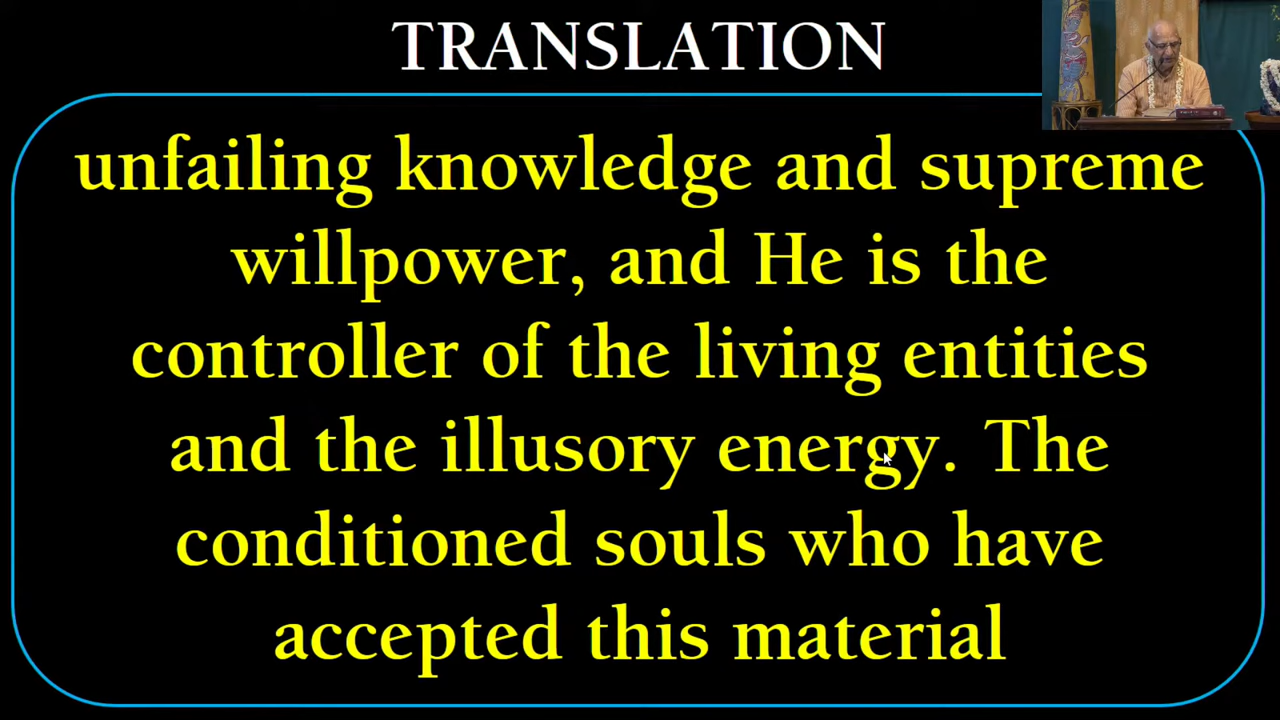 TRANSLATION
unfailing knowledge and supreme
willpower, and He is the
controller of the living entities
and the illusory energy. The
conditioned souls who have
accepted this material